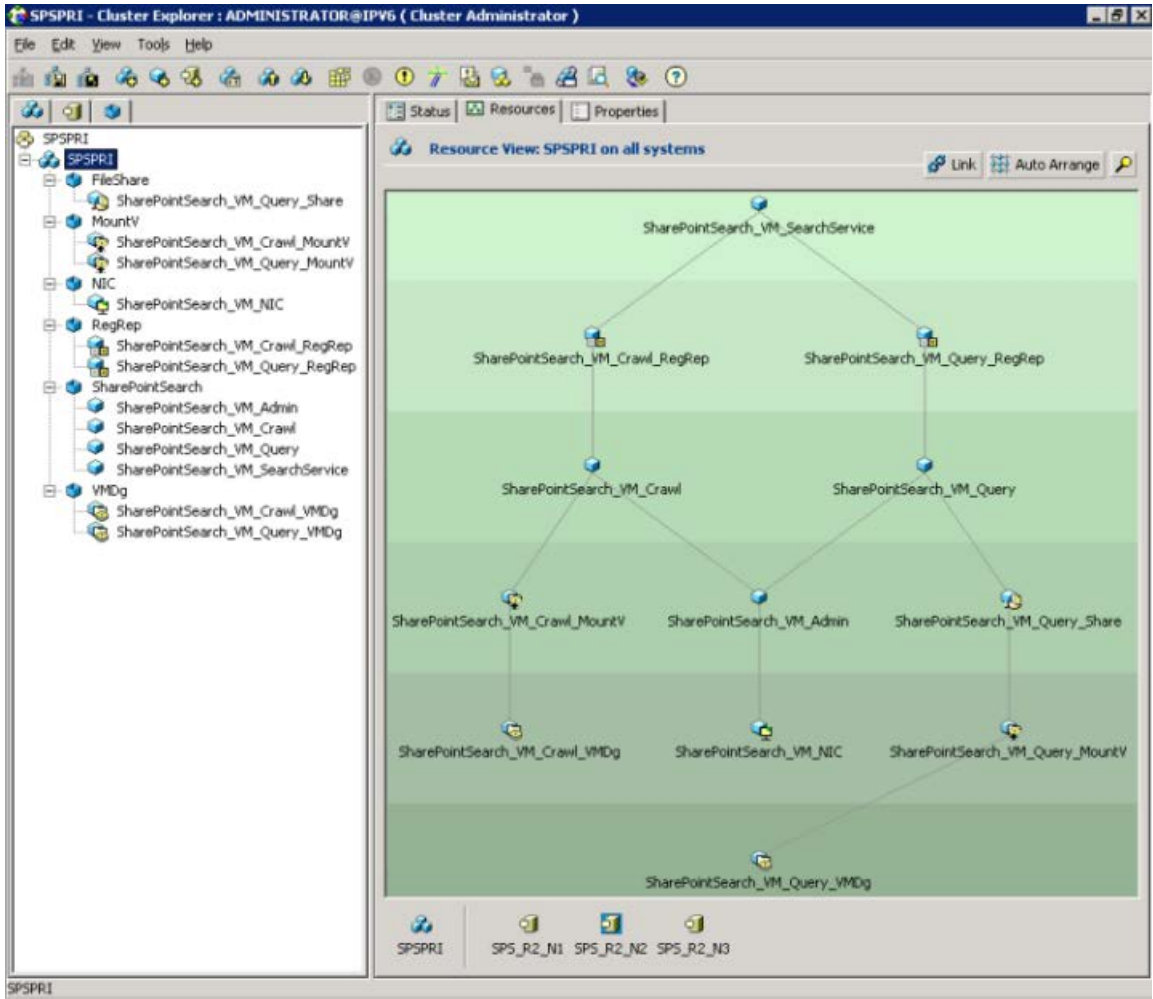 SPSPRI - Cluster Explorer : ADMINISTRATOR@IPV6 ( Cluster Administrator )
File Edit View Tools Help
Status Resources Properties
SPSPRI
SPSPRI
FileShare
SharePointSearch_VM_Query_Share
MountV
SharePointSearch_VM_Crawl_MountV
SharePointSearch_VM_Query_MountV
NIC
SharePointSearch_VM_NIC
RegRep
SharePointSearch_VM_Crawl_RegRep
SharePointSearch_VM_Query_RegRep
SharePointSearch
SharePointSearch_VM_Admin
SharePointSearch_VM_Crawl
SharePointSearch_VM_Query
SharePointSearch_VM_SearchService
VMDg
SharePointSearch_VM_Crawl_VMDg
SharePointSearch_VM_Query_VMDg
Resource View: SPSPRI on all systems
Link Auto Arrange
SharePointSearch_VM_SearchService
SharePointSearch_VM_Crawl_RegRep SharePointSearch_VM_Query_RegRep
SharePointSearch_VM_Crawl SharePointSearch_VM_Query
SharePointSearch_VM_Crawl_MountV SharePointSearch_VM_Admin SharePointSearch_VM_Query_Share
SharePointSearch_VM_Crawl_VMDg SharePointSearch_VM_NIC SharePointSearch_VM_Query_MountV
SharePointSearch_VM_Query_VMDg
SPSPRI SPS_R2_N1 SPS_R2_N2 SPS_R2_N3
SPSPRI